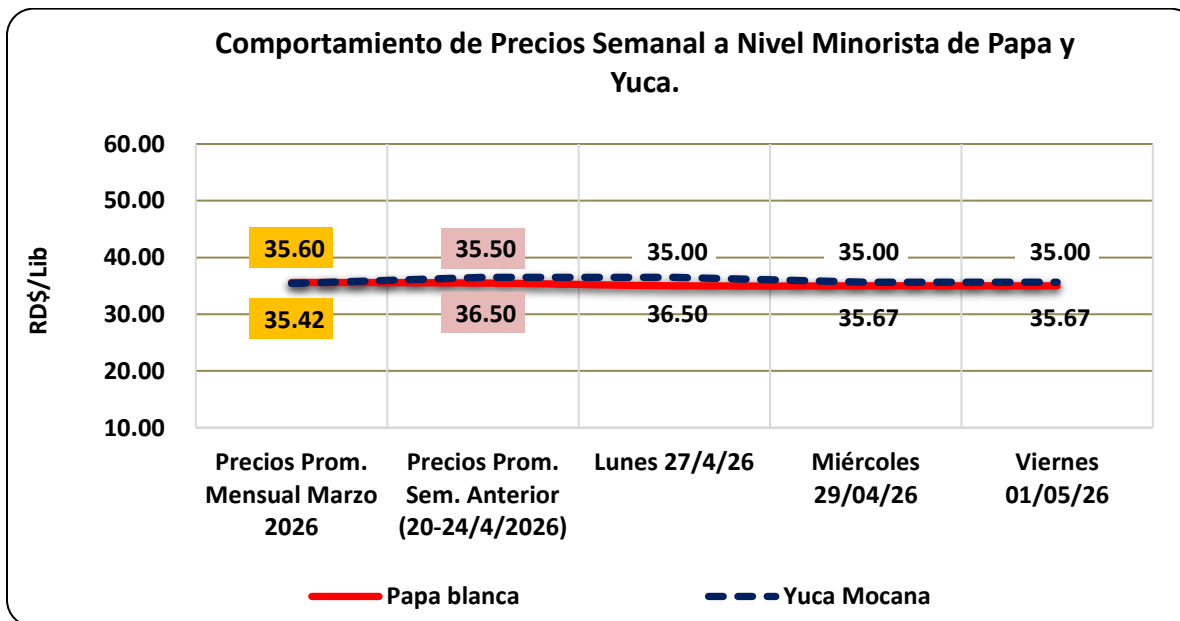 Comportamiento de Precios Semanal a Nivel Minorista de Papa y
Yuca.
RD$/Lib
60.00
50.00
40.00
30.00
20.00
10.00
35.60
35.50
35.00
35.00
35.00
35.42
36.50
36.50
35.67
35.67
Precios Prom.
Mensual Marzo
2026
Precios Prom.
Sem. Anterior
(20-24/4/2026)
Lunes 27/4/26
Miércoles
29/04/26
Viernes
01/05/26
Papa blanca
Yuca Mocana